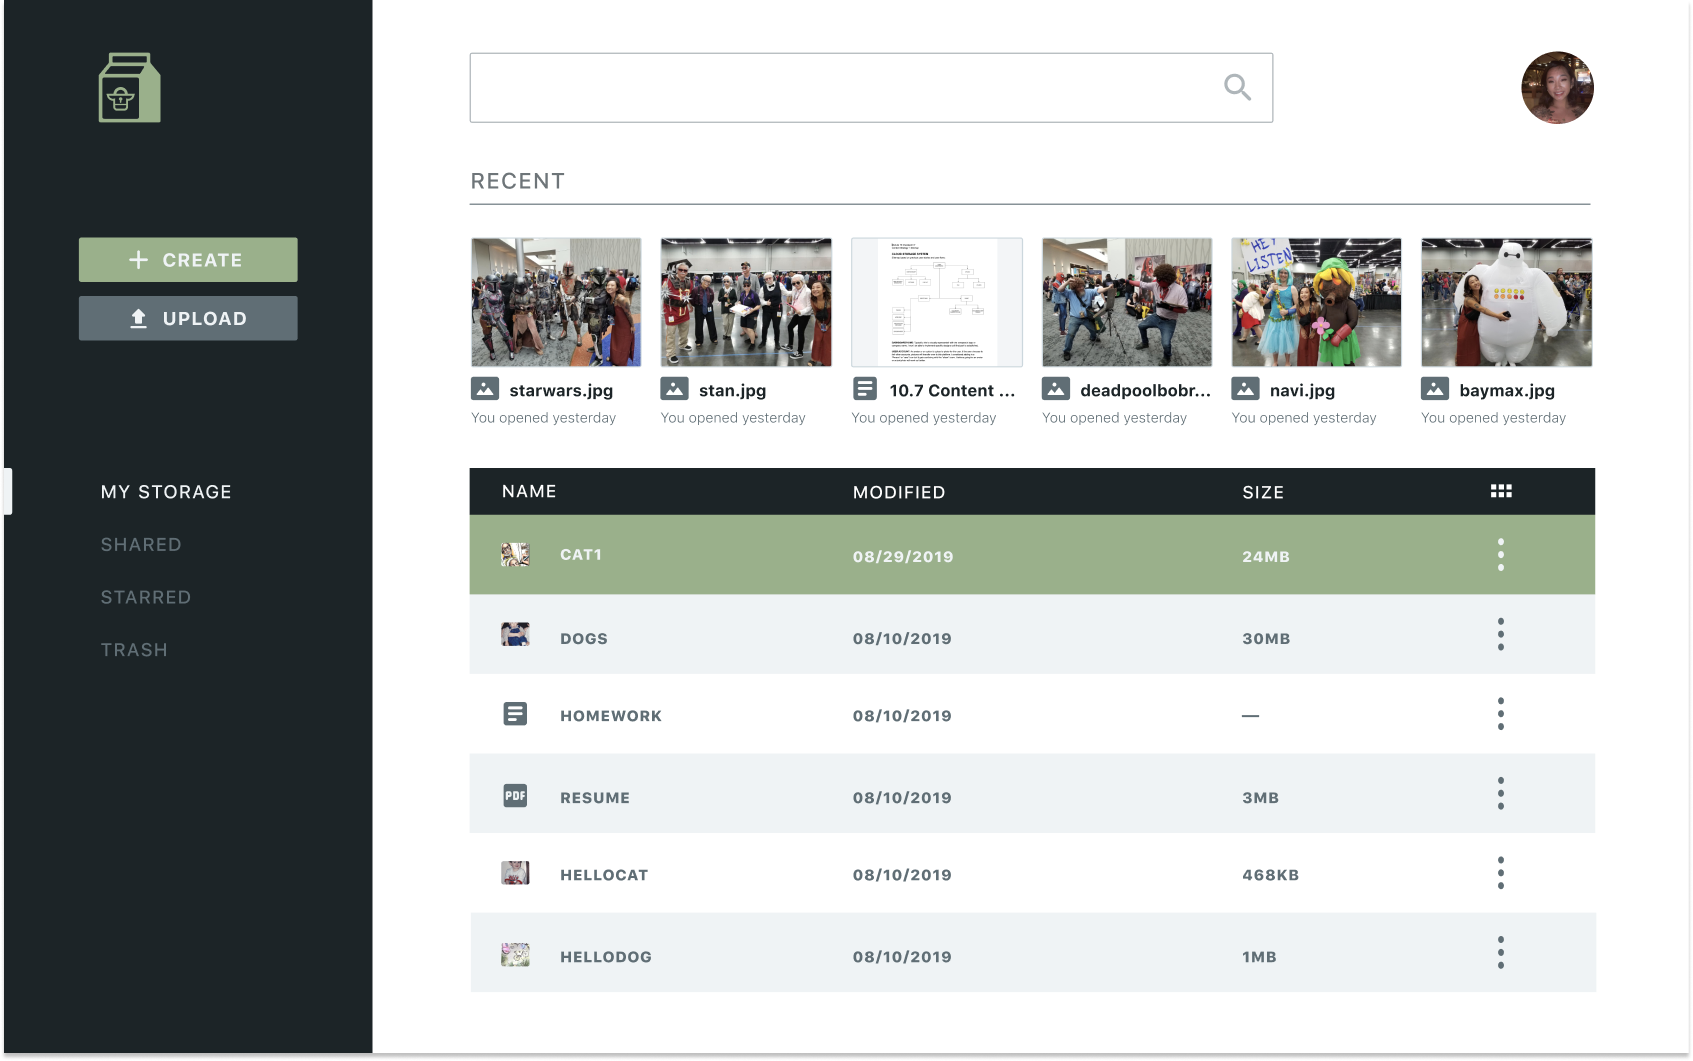 CREATE
UPLOAD
MY STORAGE
SHARED
STARRED
TRASH
RECENT
HEY
LISTEN
starwars.jpg
stan.jpg
10.7 Content ...
deadpoolbobr...
navi.jpg
baymax.jpg
You opened yesterday
You opened yesterday
You opened yesterday
You opened yesterday
You opened yesterday
You opened yesterday
NAME MODIFIED SIZE
CAT1 08/29/2019 24MB
DOGS 08/10/2019 30MB
HOMEWORK 08/10/2019 —
PDF RESUME 08/10/2019 3MB
HELLOCAT 08/10/2019 468KB
HELLODOG 08/10/2019 1MB